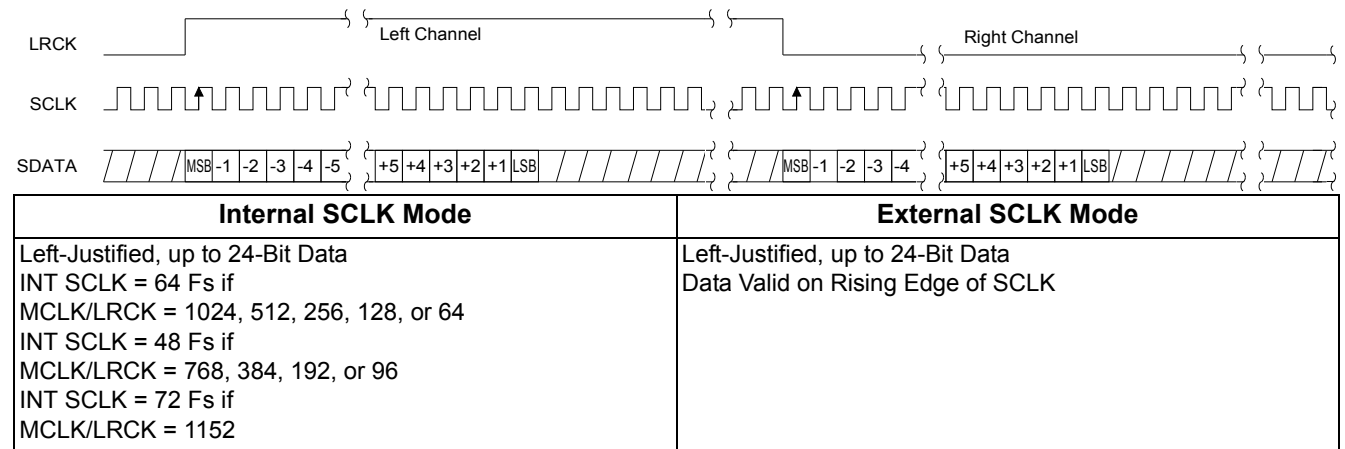 LRCK Left Channel Right Channel
SCLK
SDATA MSB -1 -2 -3 -4 -5 +5 +4 +3 +2 +1 LSB MSB -1 -2 -3 -4 +5 +4 +3 +2 +1 LSB
Internal SCLK Mode External SCLK Mode
Left-Justified, up to 24-Bit Data
INT SCLK = 64 Fs if
MCLK/LRCK = 1024, 512, 256, 128, or 64
INT SCLK = 48 Fs if
MCLK/LRCK = 768, 384, 192, or 96
INT SCLK = 72 Fs if
MCLK/LRCK = 1152
Left-Justified, up to 24-Bit Data
Data Valid on Rising Edge of SCLK